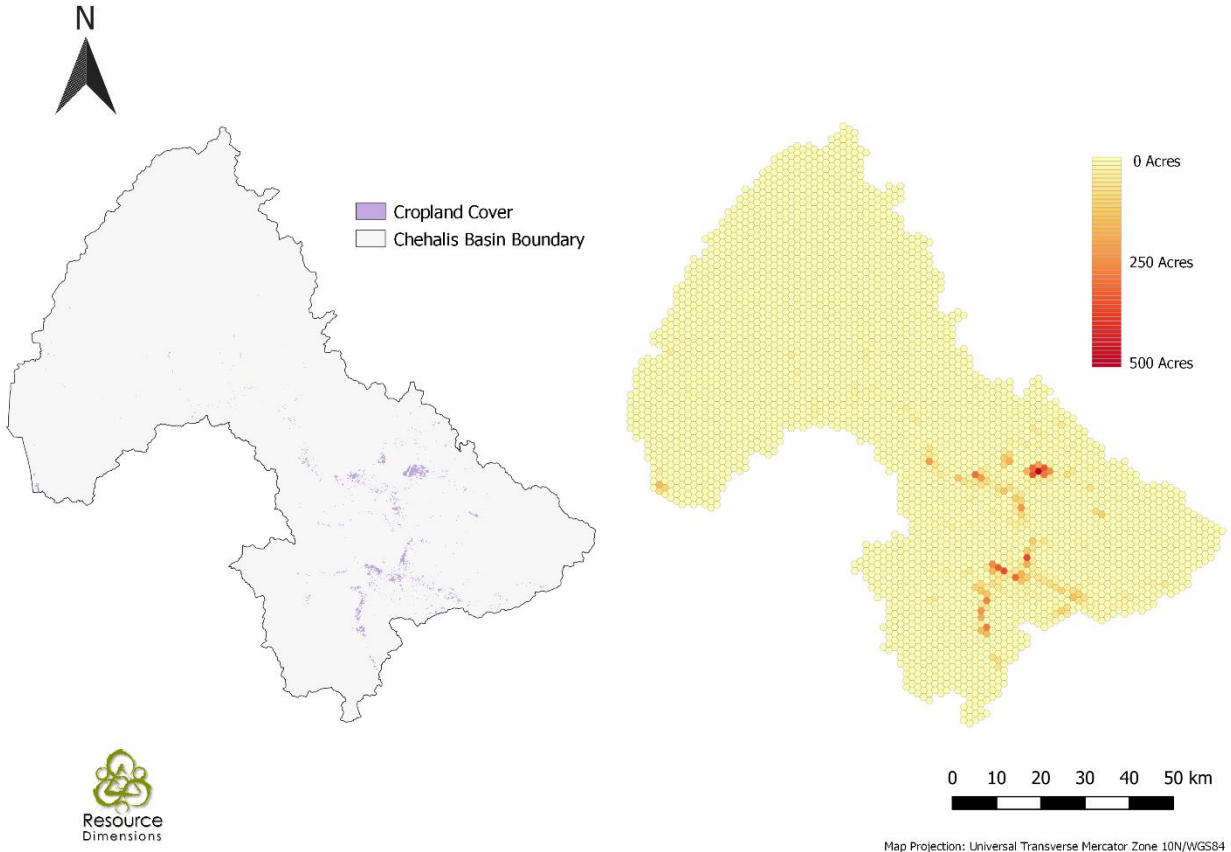 N
Cropland Cover
Chehalis Basin Boundary
0 Acres
250 Acres
500 Acres
Resource
Dimensions
0 10 20 30 40 50 km
Map Projection: Universal Transverse Mercator Zone 10N/WGS84